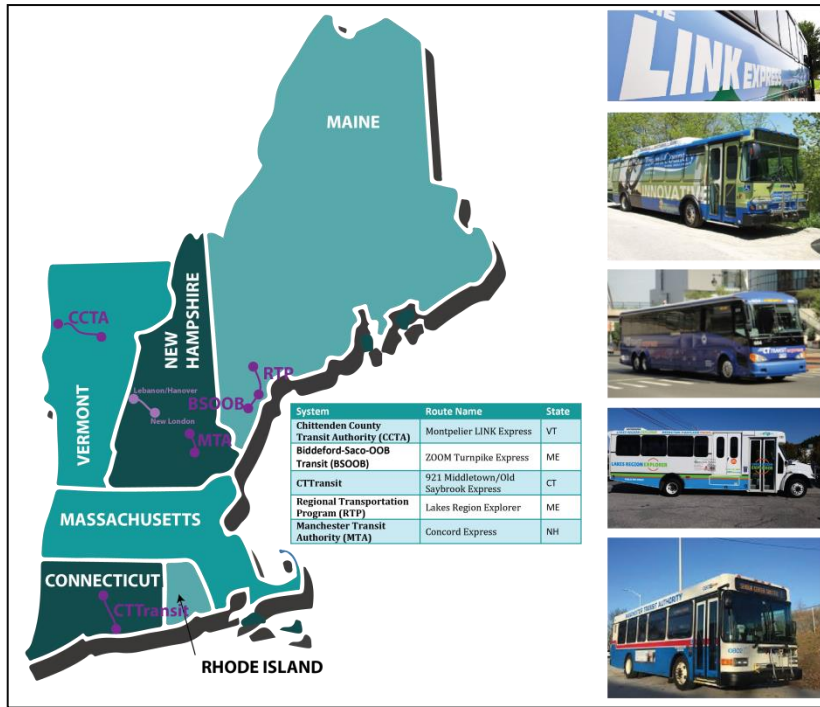 MAINE
NEW
HAMPSHIRE
VERMONT
CCTA
Lebanon/Hanover
New London
MTA
RTP
BSOOB
MASSACHUSETTS
CONNECTICUT
CTTransit
RHODE ISLAND
System Route Name State
Chittenden County
Transit Authority (CCTA) Montpelier LINK Express VT
Biddeford-Saco-OOB
Transit (BSOOB) ZOOM Turnpike Express ME
CTTransit 921 Middletown/Old
Saybrook Express CT
Regional Transportation
Program (RTP) Lakes Region Explorer ME
Manchester Transit
Authority (MTA) Concord Express NH
THE
LINK EXPRESS
INNOVATIVE
LAKES REGION EXPLORER
MANCHESTER TRANSIT AUTHORITY